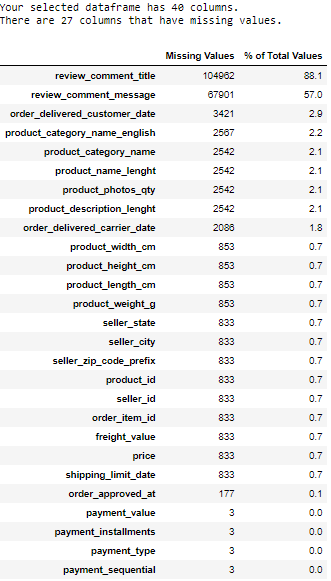 Your selected dataframe has 40 columns.
There are 27 columns that have missing values.
Missing Values % of Total Values
review_comment_title 104962 88.1
review_comment_message 67901 57.0
order_delivered_customer_date 3421 2.9
product_category_name_english 2567 2.2
product_category_name 2542 2.1
product_name_lenght 2542 2.1
product_photos_qty 2542 2.1
product_description_lenght 2542 2.1
order_delivered_carrier_date 2086 1.8
product_width_cm 853 0.7
product_height_cm 853 0.7
product_length_cm 853 0.7
product_weight_g 853 0.7
seller_state 833 0.7
seller_city 833 0.7
seller_zip_code_prefix 833 0.7
product_id 833 0.7
seller_id 833 0.7
order_item_id 833 0.7
freight_value 833 0.7
price 833 0.7
shipping_limit_date 833 0.7
order_approved_at 177 0.1
payment_value 3 0.0
payment_installments 3 0.0
payment_type 3 0.0
payment_sequential 3 0.0